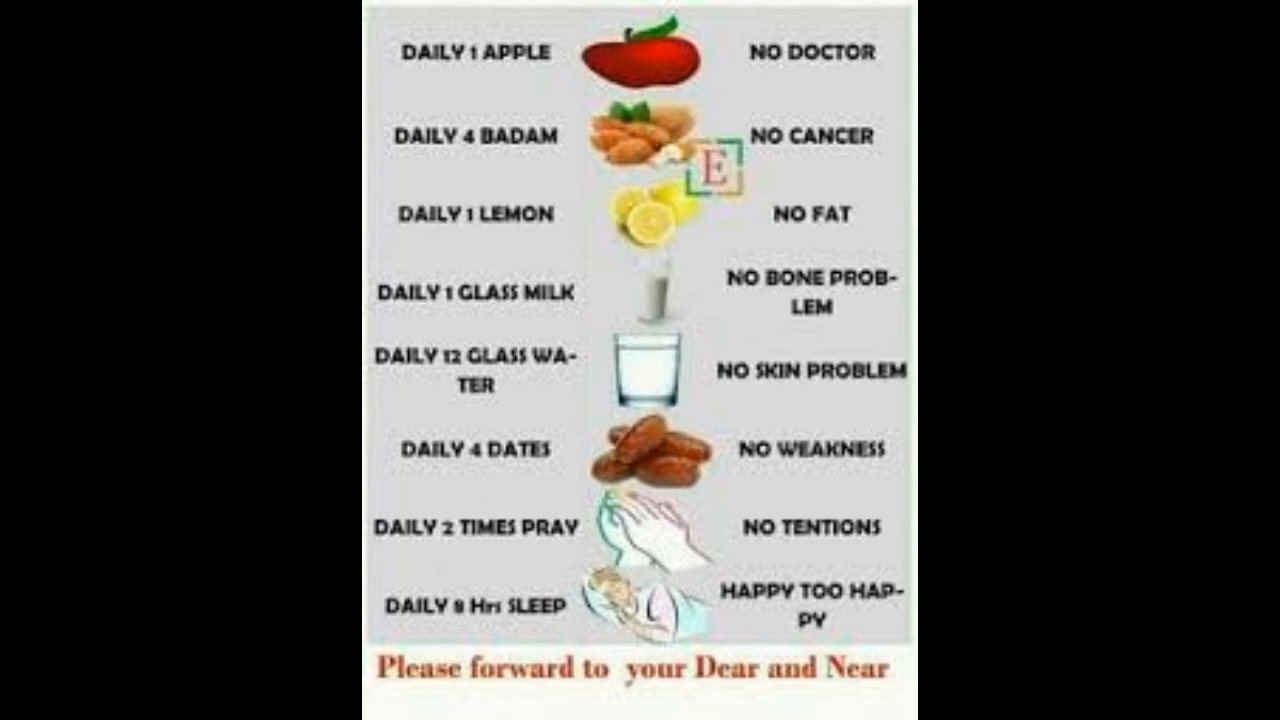 DAILY 1 APPLE
NO DOCTOR
DAILY 4 BADAM
NO CANCER
E
DAILY 1 LEMON
NO FAT
DAILY 1 GLASS MILK
NO BONE PROB-
LEM
DAILY 12 GLASS WA-
TER
NO SKIN PROBLEM
DAILY 4 DATES
NO WEAKNESS
DAILY 2 TIMES PRAY
NO TENTIONS
DAILY 8 Hrs SLEEP
HAPPY TOO HAP-
PY
Please forward to your Dear and Near